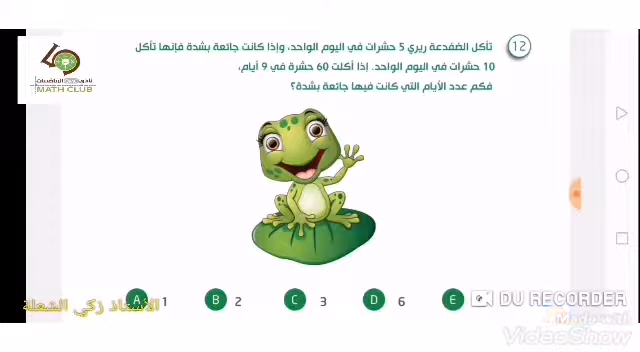 12 تأكل الضفدعة ريري 5 حشرات في اليوم الواحد، وإذا كانت جائعة بشدة فإنها تأكل
10 حشرات في اليوم الواحد. إذا أكلت 60 حشرة في 9 أيام،
فكم عدد الأيام التي كانت فيها جائعة بشدة؟
MATH CLUB
A 1 B 2 C 3 D 6 E
الأستاذ زكي الشعلة
DU RECORDER
Made with
VideoShow